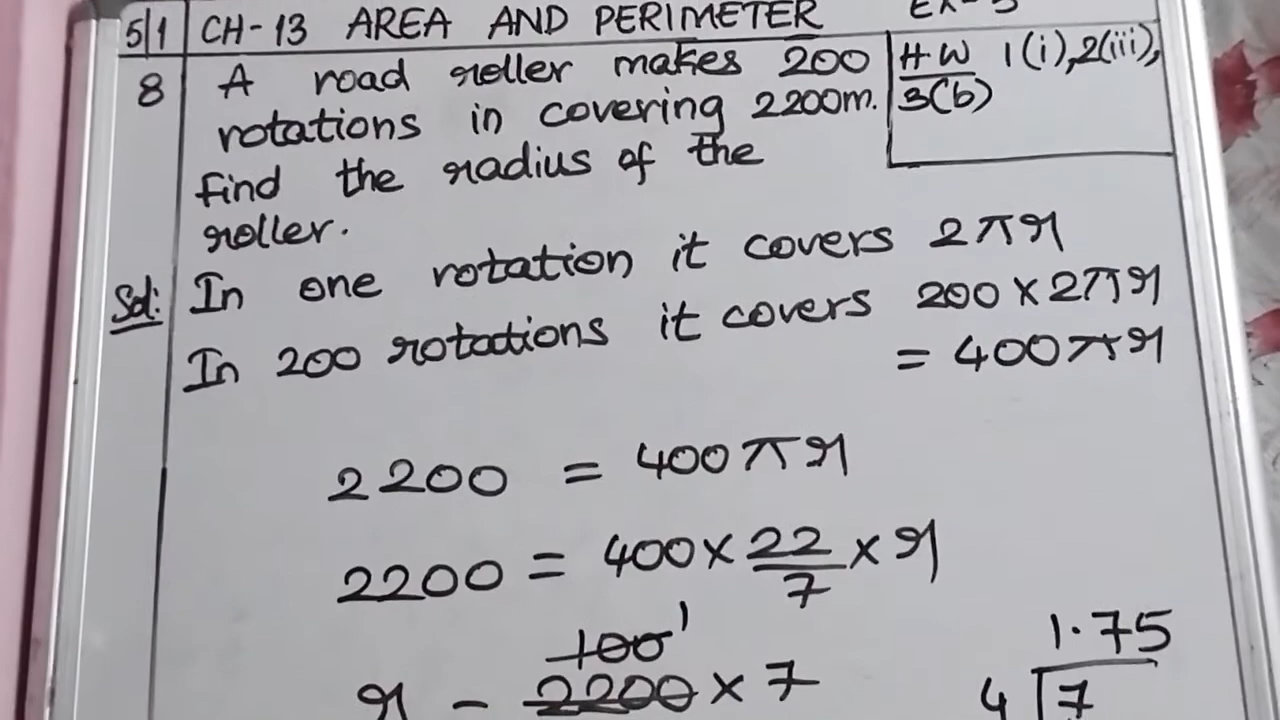 5/1 CH-13 AREA AND PERIMETER
8 A road roller makes 200
rotations in covering 2200m.
find the radius of the
roller.
H.W 1(i),2(iii),
3(b)
Sol: In one rotation it covers 2πr
In 200 rotations it covers 200×2πr
= 400πr
2200 = 400πr
2200 = 400×22/7×r
100 1
2200×7
1.75
4 7